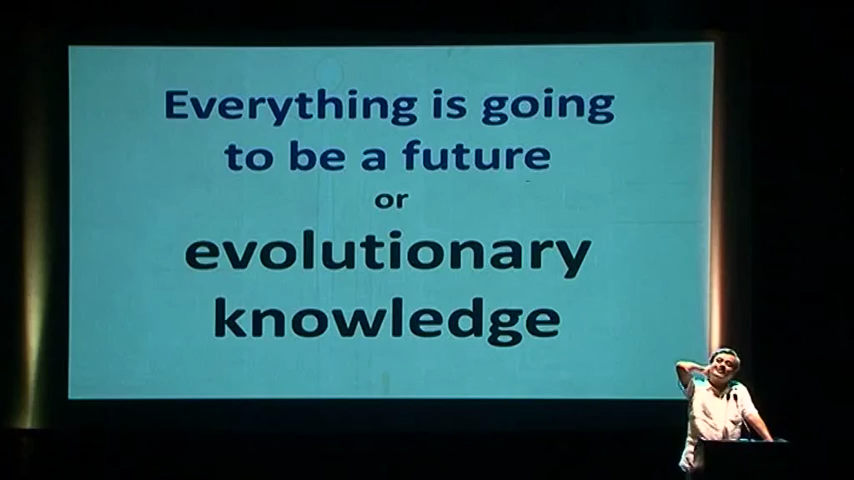 Everything is going
to be a future
or
evolutionary
knowledge